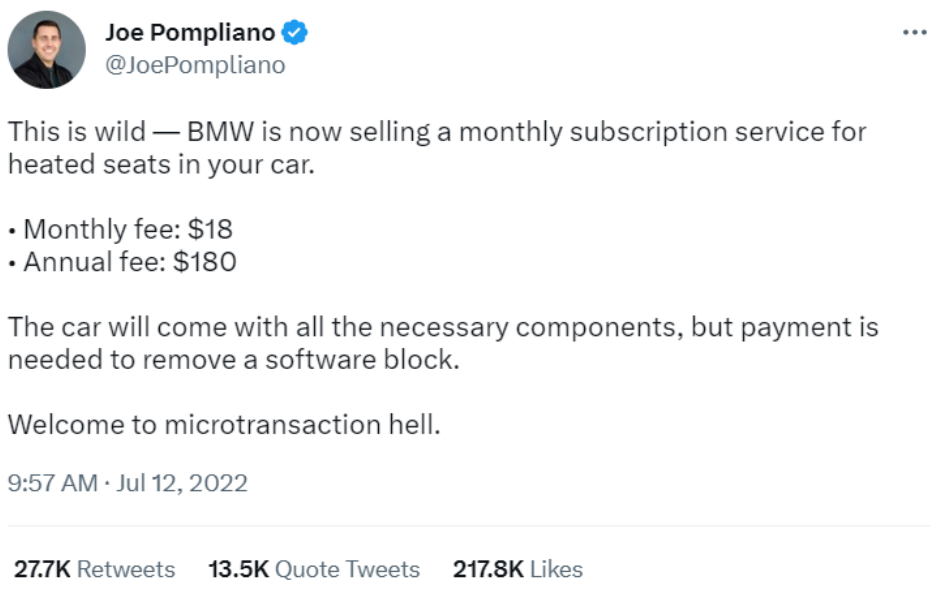 Joe Pompliano
@JoePompliano
This is wild — BMW is now selling a monthly subscription service for
heated seats in your car.
• Monthly fee: $18
• Annual fee: $180
The car will come with all the necessary components, but payment is
needed to remove a software block.
Welcome to microtransaction hell.
9:57 AM · Jul 12, 2022
27.7K Retweets 13.5K Quote Tweets 217.8K Likes